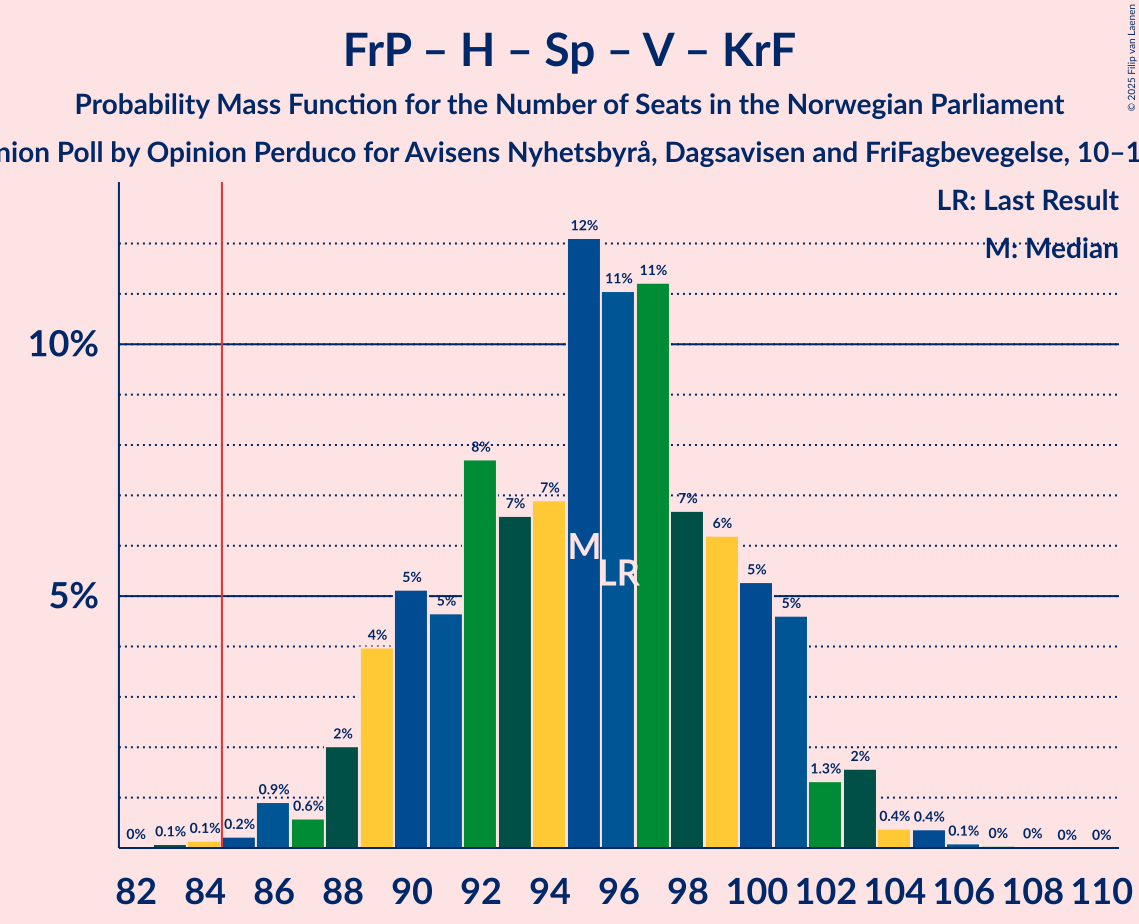 FrP – H – Sp – V – KrF
© 2025 Filip van Laenen
Probability Mass Function for the Number of Seats in the Norwegian Parliament
nion Poll by Opinion Perduco for Avisens Nyhetsbyrå, Dagsavisen and FriFagbevegelse, 10–1
LR: Last Result
M: Median
10%
5%
0% 0.1% 0.1% 0.2% 0.9% 0.6% 2% 4% 5% 5% 8% 7% 7% 12% 11% 11% 7% 6% 5% 5% 1.3% 2% 0.4% 0.4% 0.1% 0% 0% 0% 0%
M
LR
82 84 86 88 90 92 94 96 98 100 102 104 106 108 110